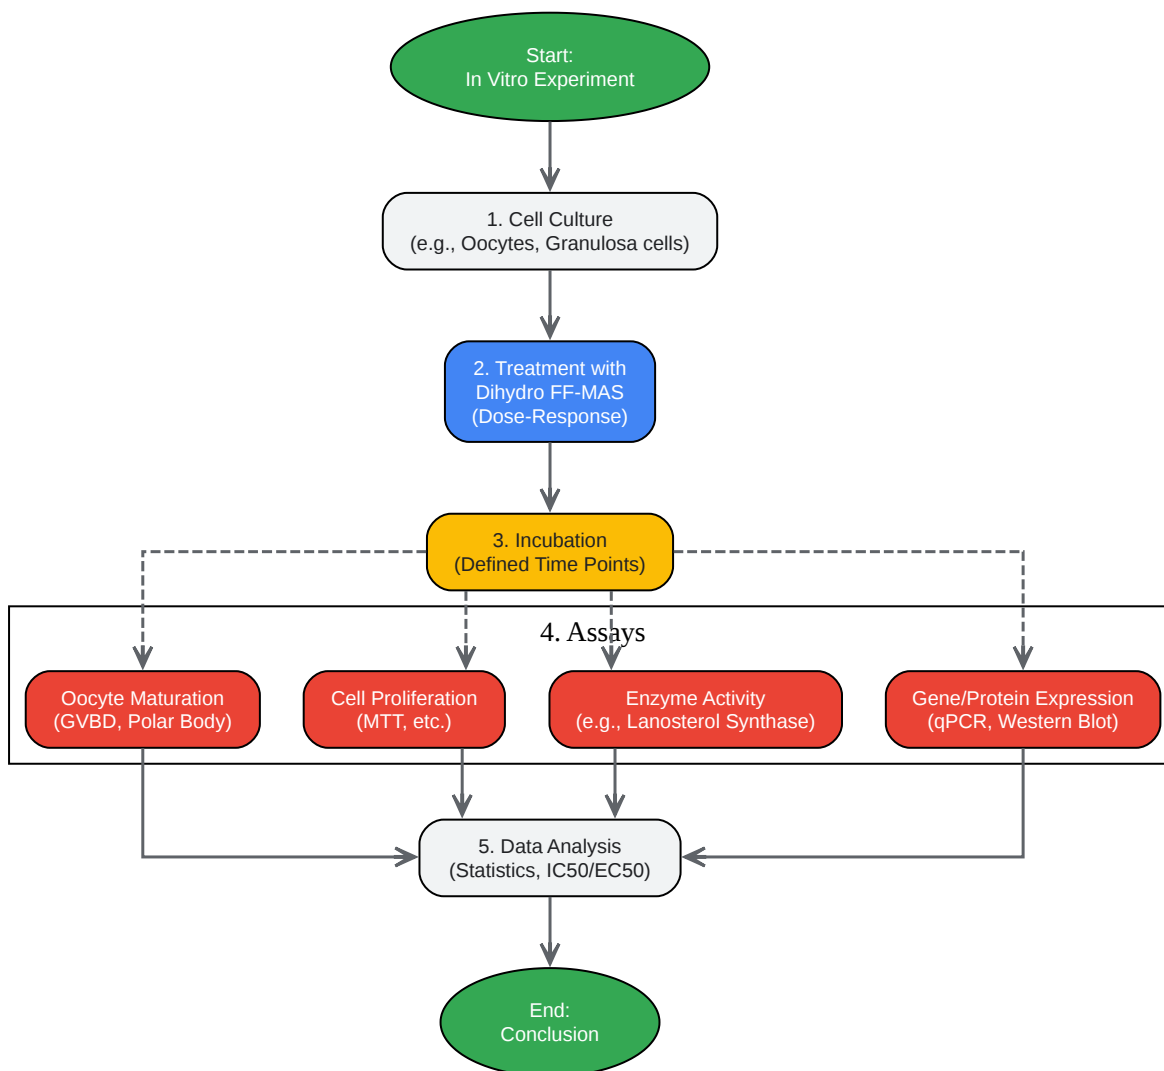 Start:
In Vitro Experiment
1. Cell Culture
(e.g., Oocytes, Granulosa cells)
2. Treatment with
Dihydro FF-MAS
(Dose-Response)
3. Incubation
(Defined Time Points)
4. Assays
Oocyte Maturation
(GVBD, Polar Body)
Cell Proliferation
(MTT, etc.)
Enzyme Activity
(e.g., Lanosterol Synthase)
Gene/Protein Expression
(qPCR, Western Blot)
5. Data Analysis
(Statistics, IC50/EC50)
End:
Conclusion